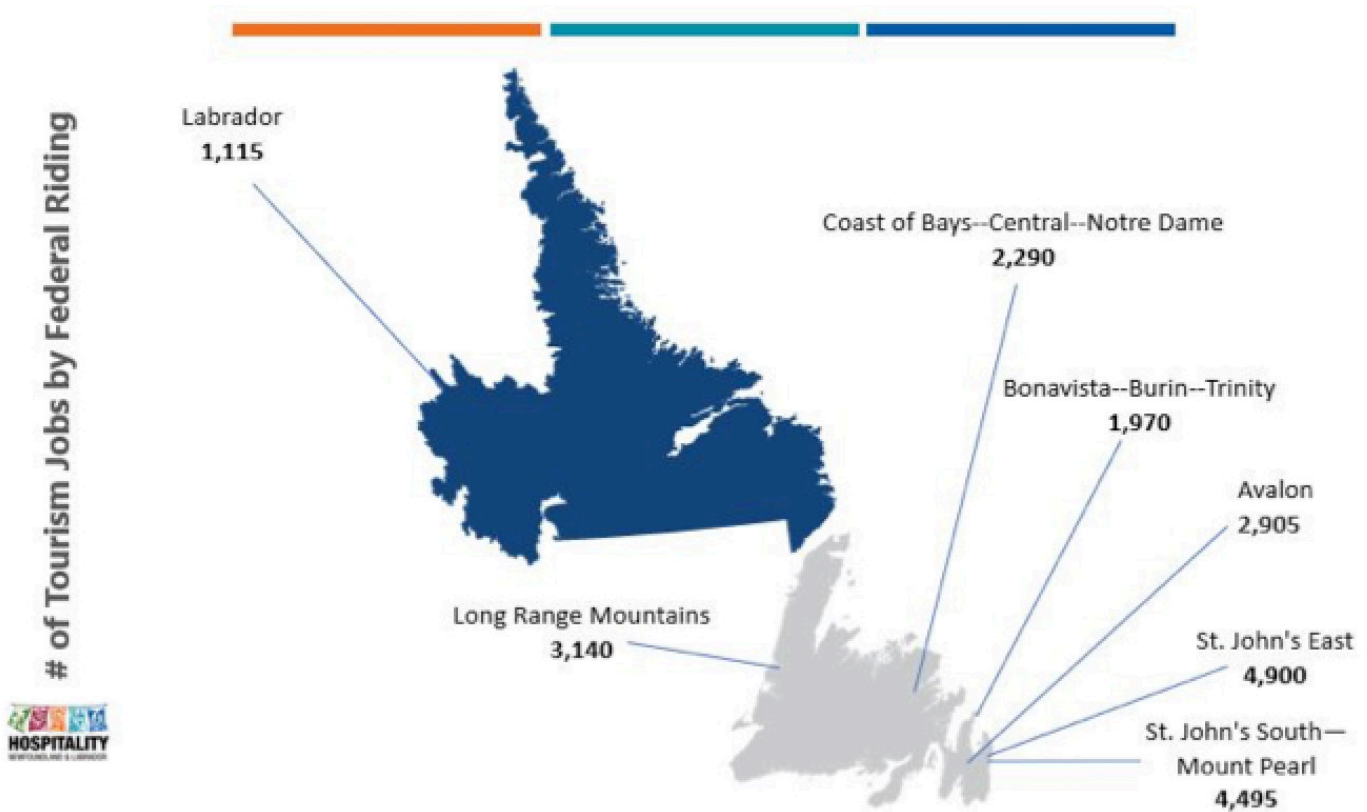 # of Tourism Jobs by Federal Riding
Labrador
1,115
Coast of Bays--Central--Notre Dame
2,290
Bonavista--Burin--Trinity
1,970
Avalon
2,905
Long Range Mountains
3,140
St. John's East
4,900
St. John's South—
Mount Pearl
4,495
HOSPITALITY
NEWFOUNDLAND & LABRADOR